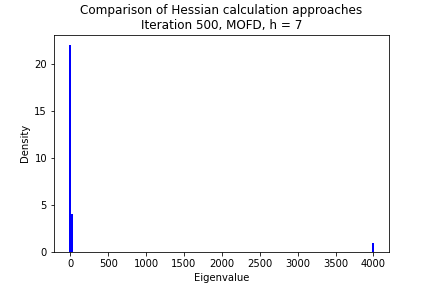 Comparison of Hessian calculation approaches
Iteration 500, MOFD, h = 7
Density
20
15
10
5
0
0 500 1000 1500 2000 2500 3000 3500 4000
Eigenvalue